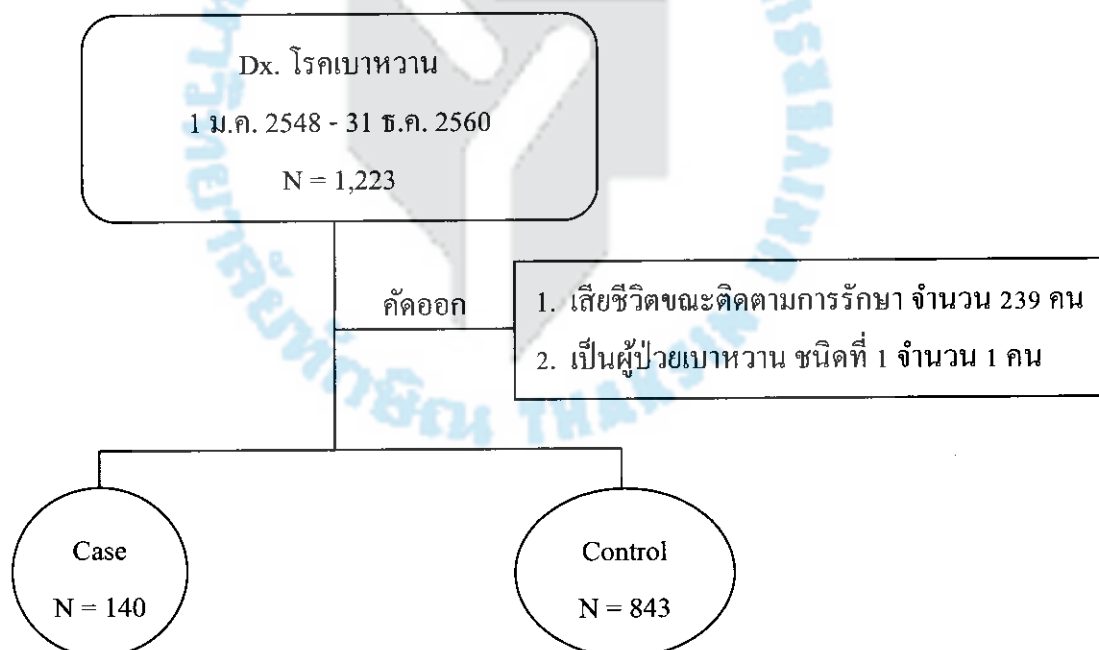 Dx. โรคเบาหวาน
1 ม.ค. 2548 - 31 ธ.ค. 2560
N = 1,223
คัดออก
1. เสียชีวิตขณะติดตามการรักษา จำนวน 239 คน
2. เป็นผู้ป่วยเบาหวาน ชนิดที่ 1 จำนวน 1 คน
THAKSIN
Case
N = 140
Control
N = 843